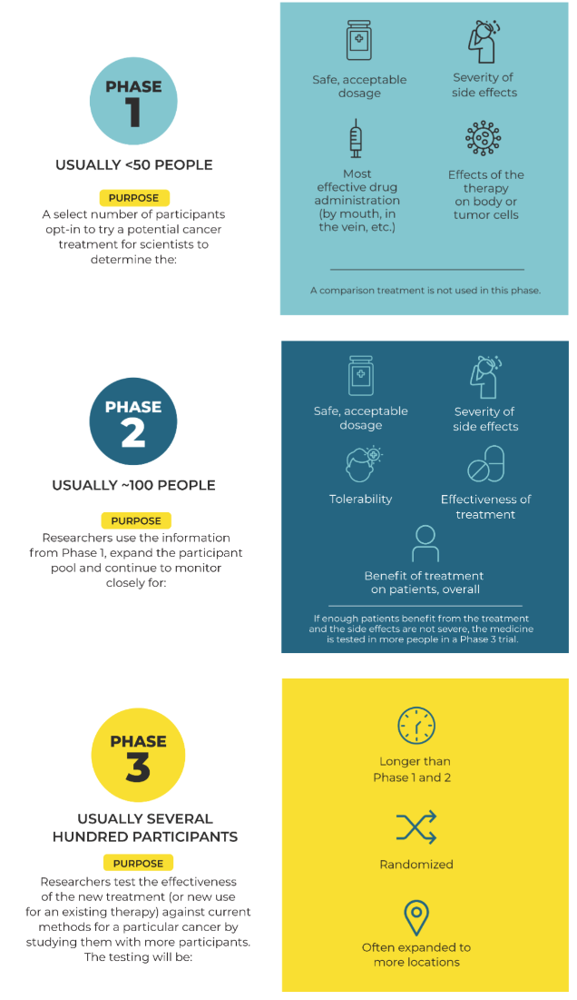 PHASE
1
USUALLY <50 PEOPLE
PURPOSE
A select number of participants
opt-in to try a potential cancer
treatment for scientists to
determine the:
Safe, acceptable
dosage
Severity of
side effects
Most
effective drug
administration
(by mouth, in
the vein, etc.)
Effects of the
therapy
on body or
tumor cells
A comparison treatment is not used in this phase.
PHASE
2
USUALLY ~100 PEOPLE
PURPOSE
Researchers use the information
from Phase 1, expand the participant
pool and continue to monitor
closely for:
Safe, acceptable
dosage
Severity of
side effects
Tolerability
Effectiveness of
treatment
Benefit of treatment
on patients, overall
If enough patients benefit from the treatment
and the side effects are not severe, the medicine
is tested in more people in a Phase 3 trial.
PHASE
3
USUALLY SEVERAL
HUNDRED PARTICIPANTS
PURPOSE
Researchers test the effectiveness
of the new treatment (or new use
for an existing therapy) against current
methods for a particular cancer by
studying them with more participants.
The testing will be:
Longer than
Phase 1 and 2
Randomized
Often expanded to
more locations